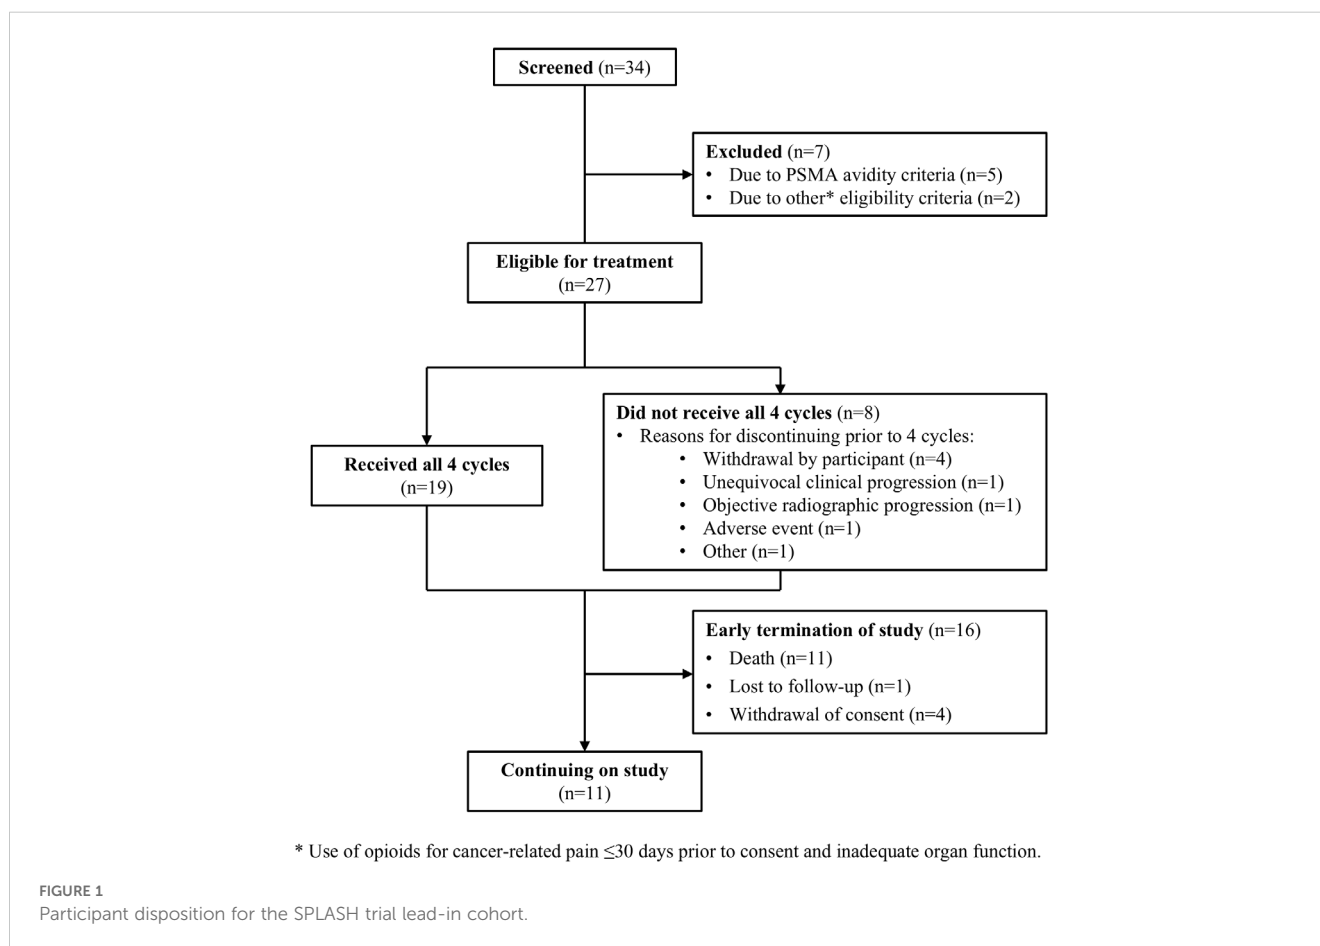 Screened (n=34)
Excluded (n=7)
• Due to PSMA avidity criteria (n=5)
• Due to other* eligibility criteria (n=2)
Eligible for treatment
(n=27)
Did not receive all 4 cycles (n=8)
• Reasons for discontinuing prior to 4 cycles:
• Withdrawal by participant (n=4)
• Unequivocal clinical progression (n=1)
• Objective radiographic progression (n=1)
• Adverse event (n=1)
• Other (n=1)
Received all 4 cycles
(n=19)
Early termination of study (n=16)
• Death (n=11)
• Lost to follow-up (n=1)
• Withdrawal of consent (n=4)
Continuing on study
(n=11)
* Use of opioids for cancer-related pain ≤30 days prior to consent and inadequate organ function.
FIGURE 1
Participant disposition for the SPLASH trial lead-in cohort.